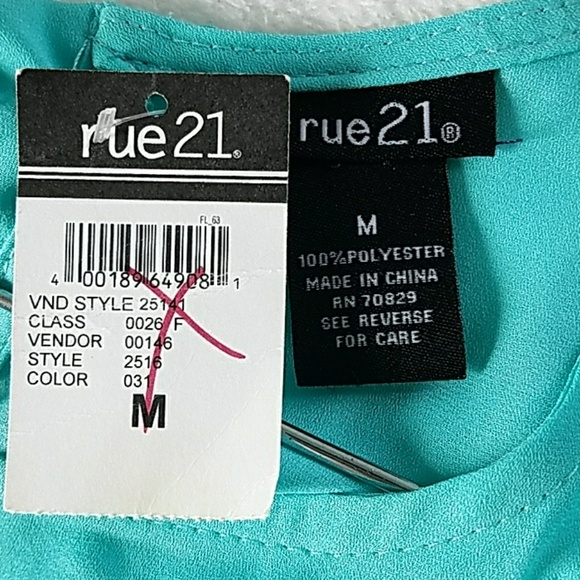 rue21®
FL_63
4 00189 64908 1
VND STYLE 25141
CLASS 0026 F
VENDOR 00146
STYLE 2516
COLOR 031
M
rue21®
M
100%POLYESTER
MADE IN CHINA
RN 70829
SEE REVERSE
FOR CARE